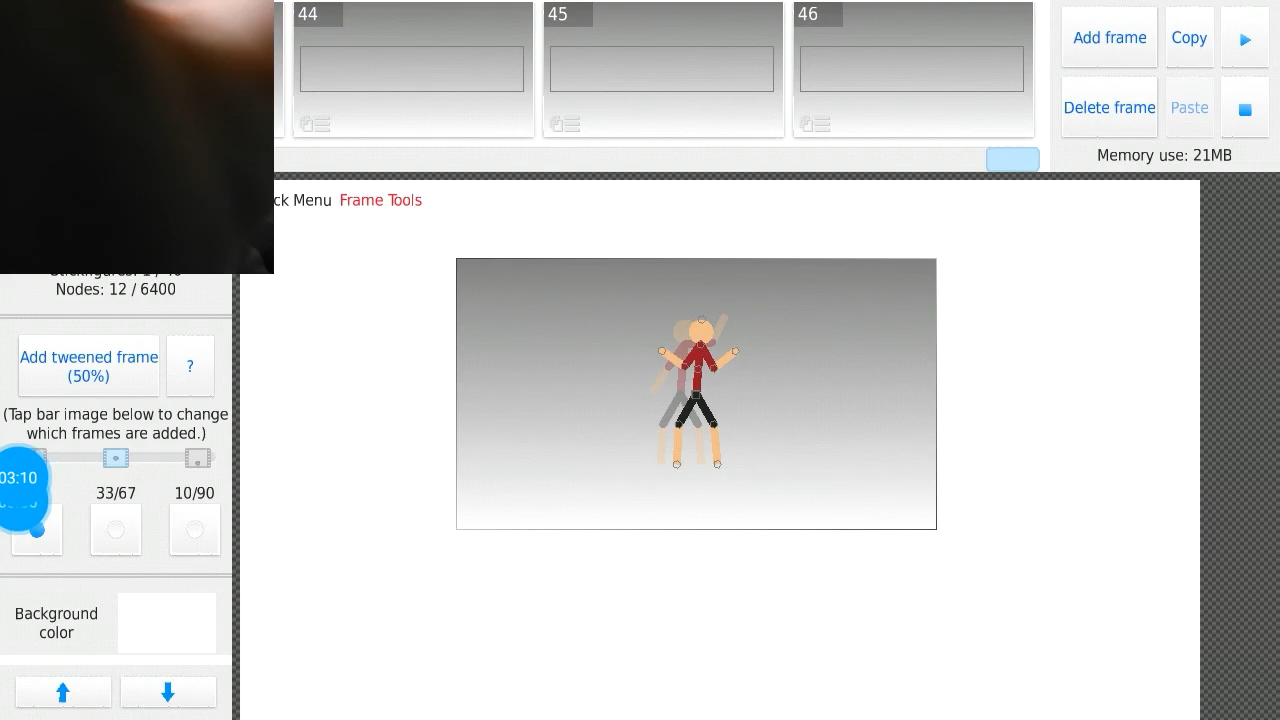 44
45
46
Add frame
Copy
Delete frame
Paste
Memory use: 21MB
ck Menu
Frame Tools
Nodes: 12 / 6400
Add tweened frame
(50%)
?
(Tap bar image below to change
which frames are added.)
03:10
33/67
10/90
Background
color